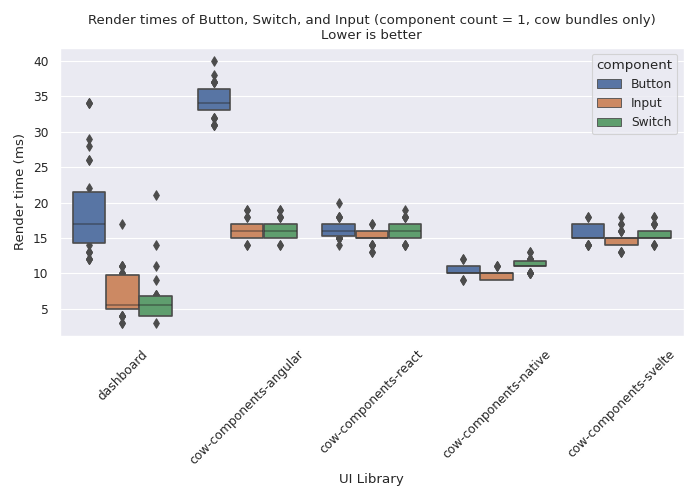 Render times of Button, Switch, and Input (component count = 1, cow bundles only)
Lower is better
component
Button
Input
Switch
Render time (ms)
40
35
30
25
20
15
10
5
dashboard
cow-components-angular
cow-components-react
cow-components-native
cow-components-svelte
UI Library